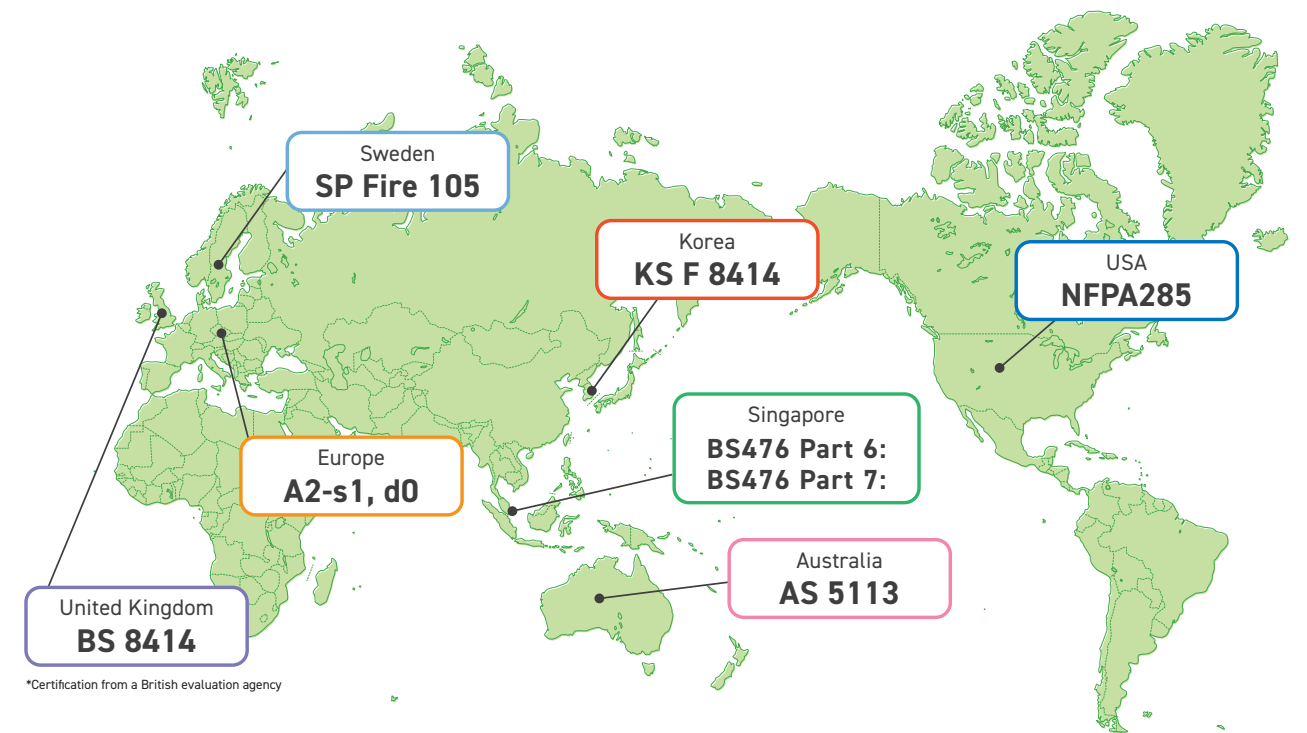 Sweden
SP Fire 105
Korea
KS F 8414
USA
NFPA285
Singapore
BS476 Part 6:
BS476 Part 7:
Europe
A2-s1, d0
Australia
AS 5113
United Kingdom
BS 8414
*Certification from a British evaluation agency